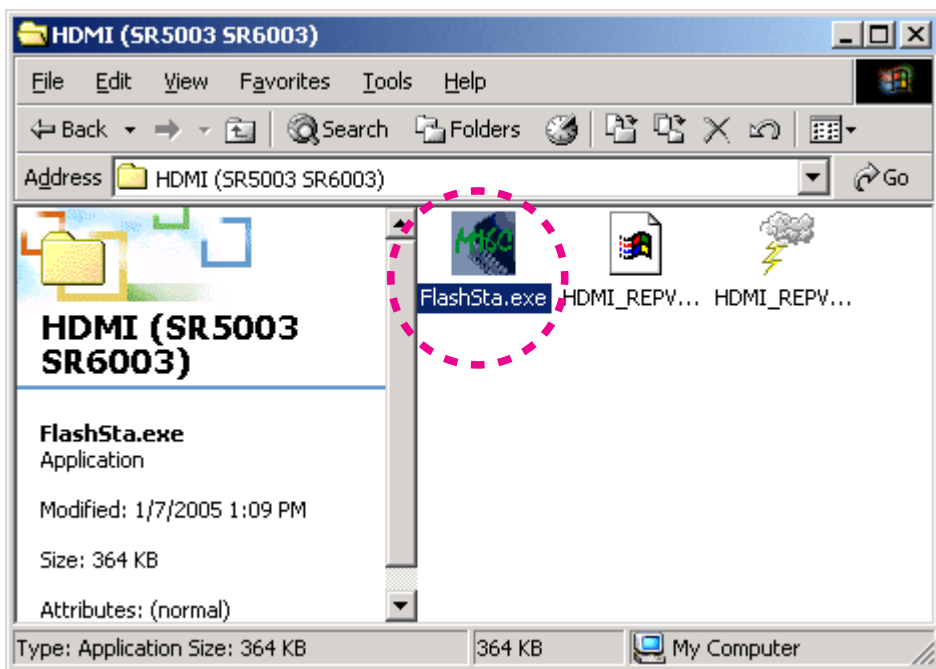 HDMI (SR5003 SR6003)
File Edit View Favorites Tools Help
Back Search Folders
Address HDMI (SR5003 SR6003) Go
M16C
FlashSta.exe HDMI_REPV... HDMI_REPV...
HDMI (SR5003
SR6003)
FlashSta.exe
Application
Modified: 1/7/2005 1:09 PM
Size: 364 KB
Attributes: (normal)
Type: Application Size: 364 KB 364 KB My Computer